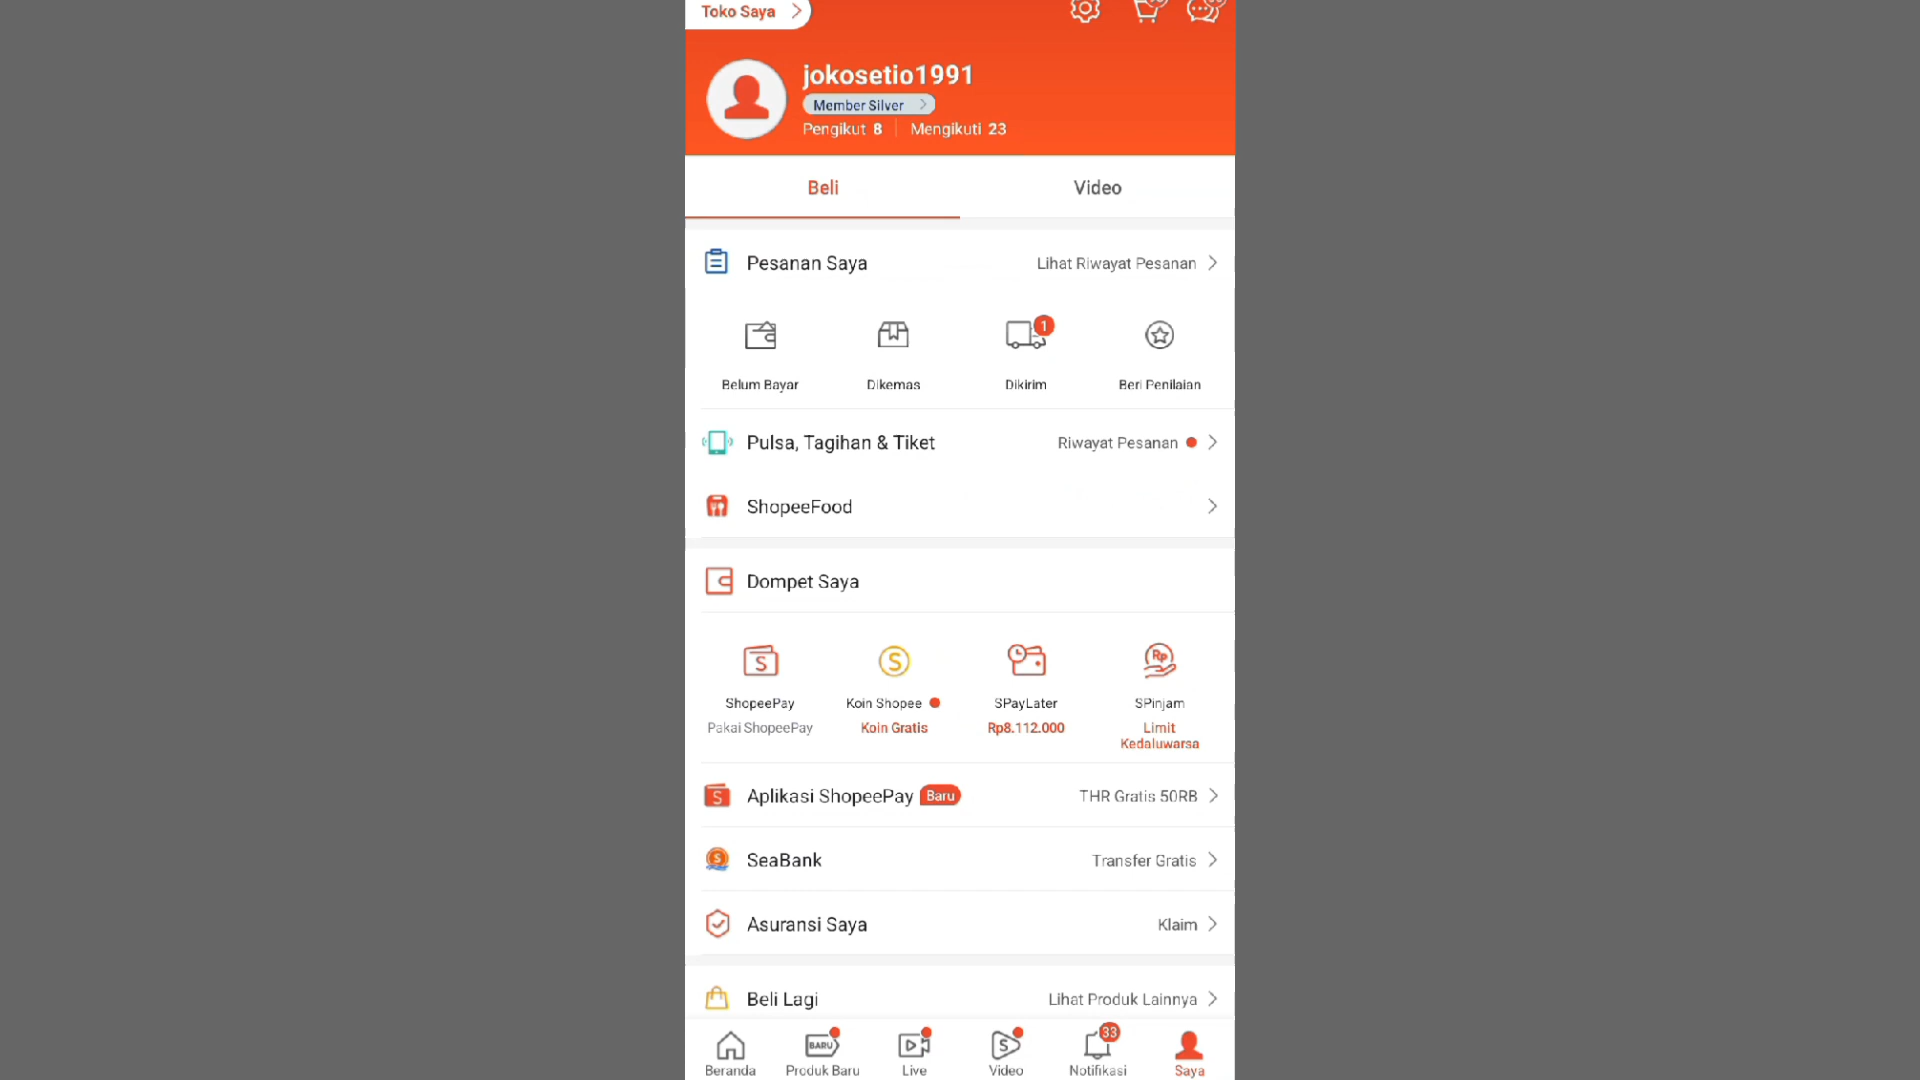 Toko Saya
jokosetio1991
Member Silver
Pengikut 8 Mengikuti 23
Beli Video
Pesanan Saya Lihat Riwayat Pesanan
1
Belum Bayar Dikemas Dikirim Beri Penilaian
Pulsa, Tagihan & Tiket Riwayat Pesanan
ShopeeFood
Dompet Saya
S S Rp
ShopeePay Koin Shopee SPayLater SPinjam
Pakai ShopeePay Koin Gratis Rp8.112.000 Limit
Kedaluwarsa
S Aplikasi ShopeePay Baru THR Gratis 50RB
S SeaBank Transfer Gratis
Asuransi Saya Klaim
Beli Lagi Lihat Produk Lainnya
BARU S 33
Beranda Produk Baru Live Video Notifikasi Saya